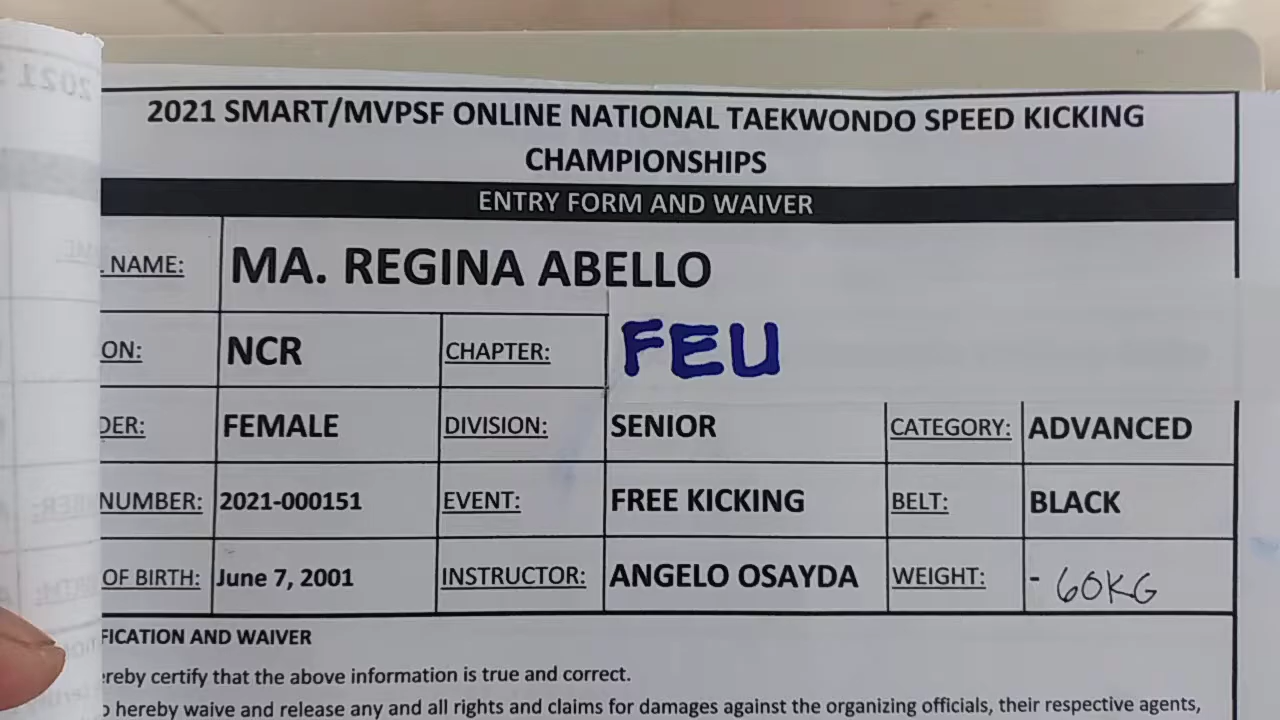 2021 SMART/MVPSF ONLINE NATIONAL TAEKWONDO SPEED KICKING
CHAMPIONSHIPS
ENTRY FORM AND WAIVER
NAME: MA. REGINA ABELLO
ON: NCR CHAPTER: FEU
DER: FEMALE DIVISION: SENIOR CATEGORY: ADVANCED
NUMBER: 2021-000151 EVENT: FREE KICKING BELT: BLACK
OF BIRTH: June 7, 2001 INSTRUCTOR: ANGELO OSAYDA WEIGHT: - 60KG
FICATION AND WAIVER
ereby certify that the above information is true and correct.
o hereby waive and release any and all rights and claims for damages against the organizing officials, their respective agents,